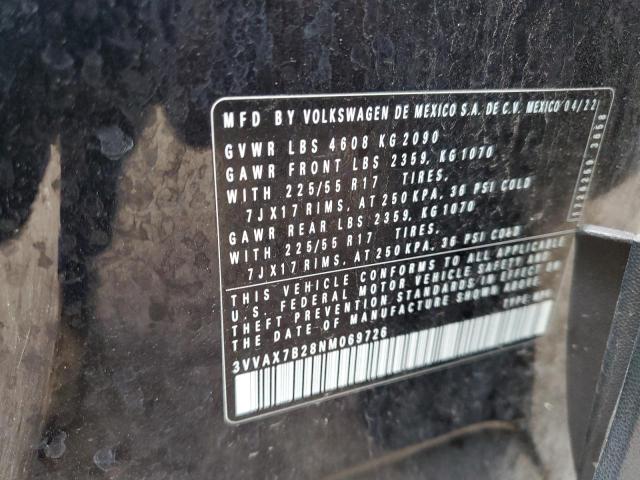 MFD BY VOLKSWAGEN DE MEXICO S.A. DE C.V. MEXICO 04/22
GVWR LBS 4608 KG 2090
GAWR FRONT LBS 2359, KG 1070
WITH 225/55 R17 TIRES,
7JX17 RIMS, AT 250 KPA, 36 PSI COLD
GAWR REAR LBS 2359, KG 1070
WITH 225/55 R17 TIRES,
7JX17 RIMS, AT 250 KPA, 36 PSI COLD
THIS VEHICLE CONFORMS TO ALL APPLICABLE
U.S. FEDERAL MOTOR VEHICLE SAFETY AND
THEFT PREVENTION STANDARDS IN EFFECT ON
THE DATE OF MANUFACTURE SHOWN ABOVE
3VVAX7B28NM069726 TYPE